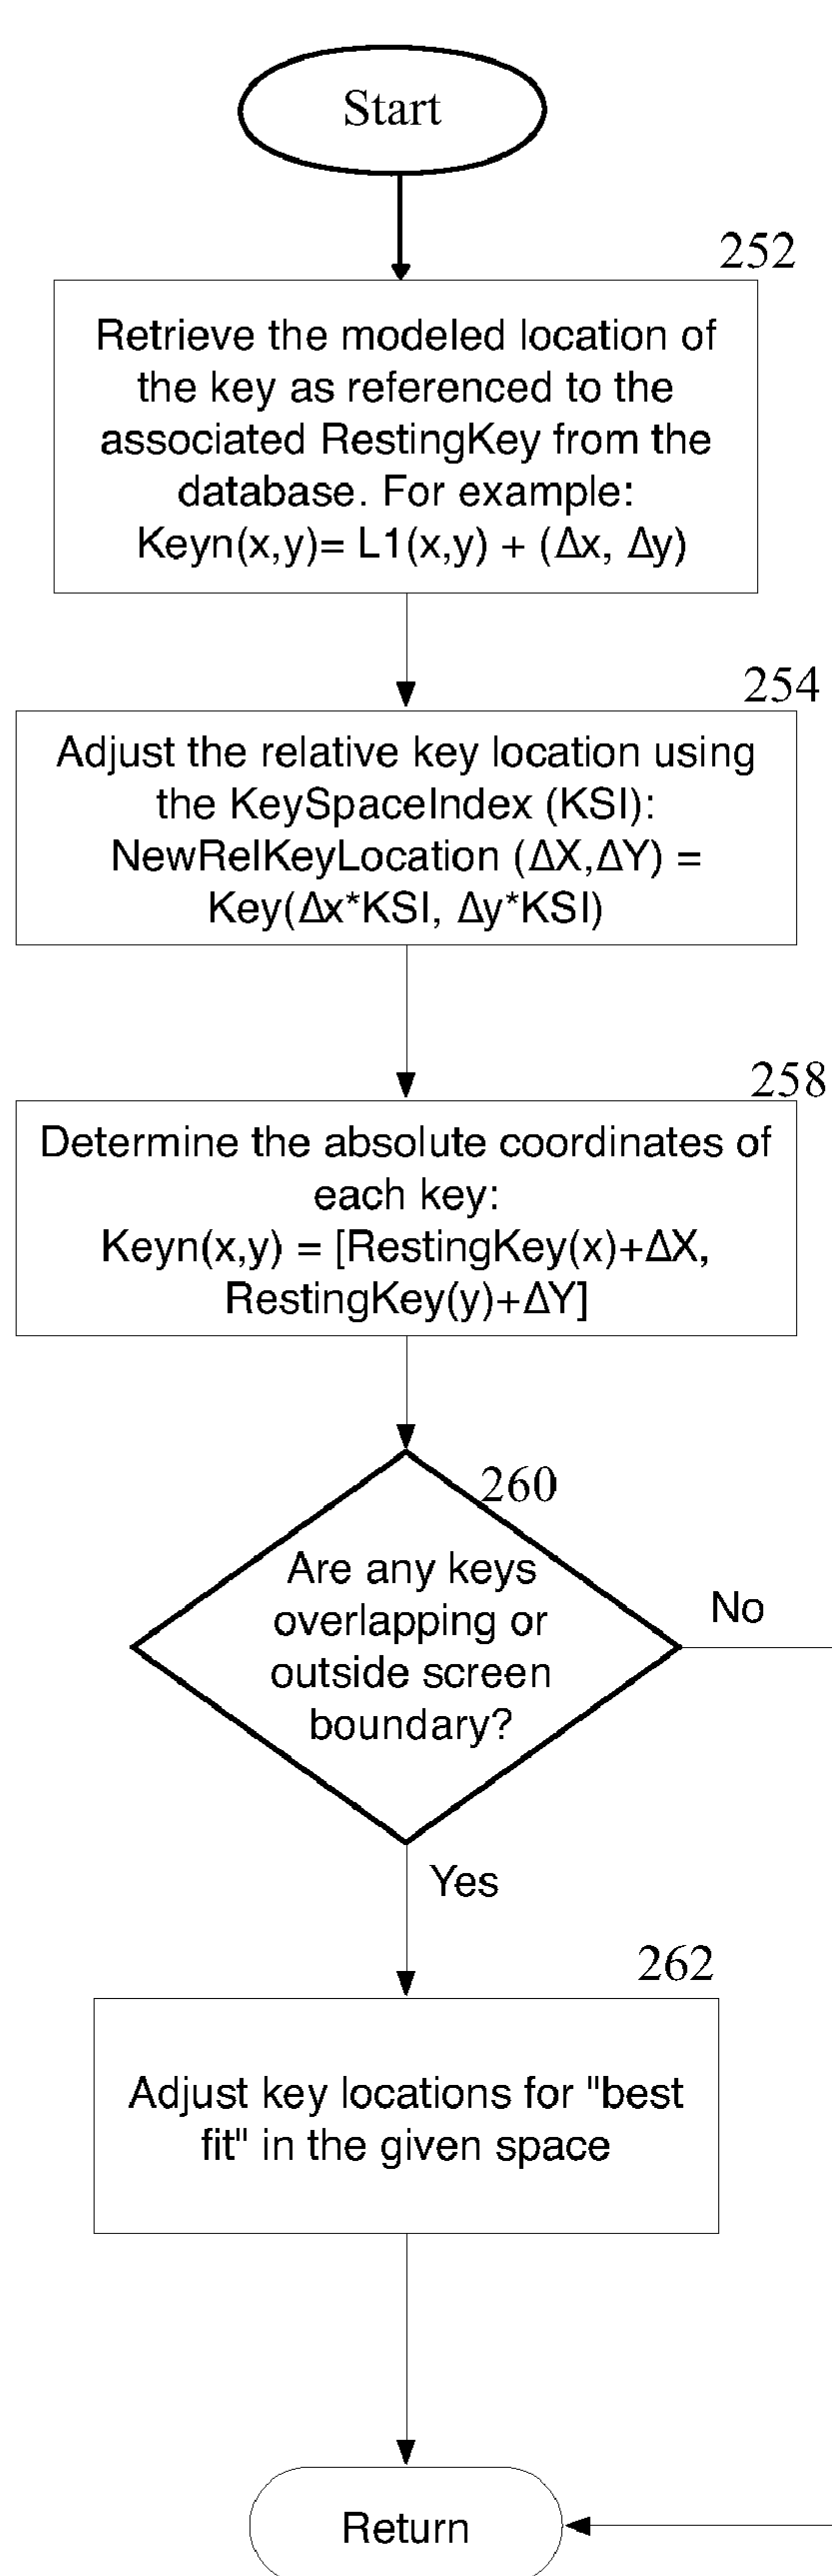 Start
252
Retrieve the modeled location of
the key as referenced to the
associated RestingKey from the
database. For example:
Keyn(x,y)= L1(x,y) + (Δx, Δy)
254
Adjust the relative key location using
the KeySpaceIndex (KSI):
NewRelKeyLocation (ΔX,ΔY) =
Key(Δx*KSI, Δy*KSI)
258
Determine the absolute coordinates of
each key:
Keyn(x,y) = [RestingKey(x)+ΔX,
RestingKey(y)+ΔY]
260
Are any keys
overlapping or
outside screen
boundary?
No
Yes
262
Adjust key locations for "best
fit" in the given space
Return